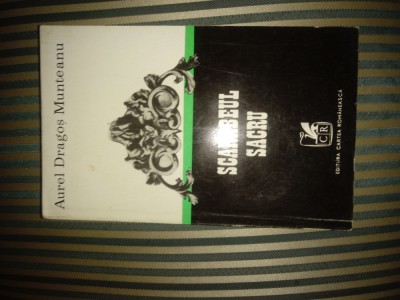 Aurel Dragoș Munteanu
SCARABEUL
SACRU
CR
EDITURA CARTEA ROMÂNEASCĂ